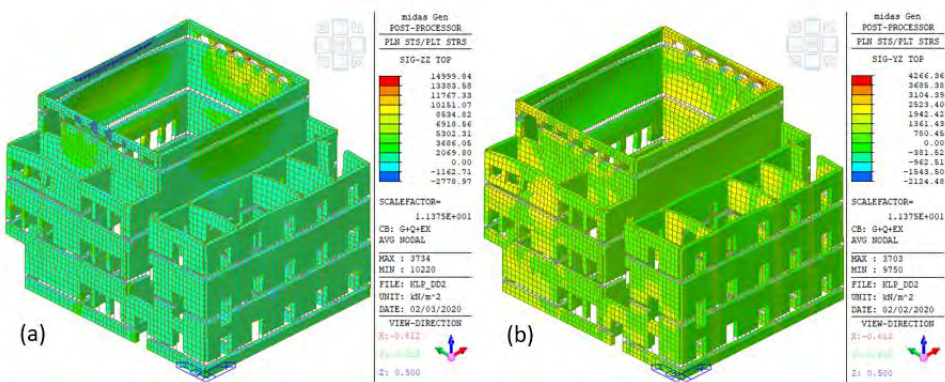 midas Gen
POST-PROCESSOR
PLN STS/PLT STRS
SIG-ZZ TOP
14999.84
13383.58
11767.33
10151.07
8534.82
6918.56
5302.31
3686.05
2069.80
0.00
-1162.71
-2778.97
SCALEFACTOR=
1.1375E+001
CB: G+Q+EX
AVG NODAL
MAX : 3734
MIN : 10220
FILE: KLP_DD2
UNIT: kN/m^2
DATE: 02/03/2020
VIEW-DIRECTION
X:-0.612
Z: 0.500
(a)
midas Gen
POST-PROCESSOR
PLN STS/PLT STRS
SIG-YZ TOP
4266.36
3685.38
3104.39
2523.40
1942.42
1361.43
780.45
0.00
-381.52
-962.51
-1543.50
-2124.48
SCALEFACTOR=
1.1375E+001
CB: G+Q+EX
AVG NODAL
MAX : 3703
MIN : 9750
FILE: KLP_DD2
UNIT: kN/m^2
DATE: 02/02/2020
VIEW-DIRECTION
X:-0.612
Z: 0.500
(b)